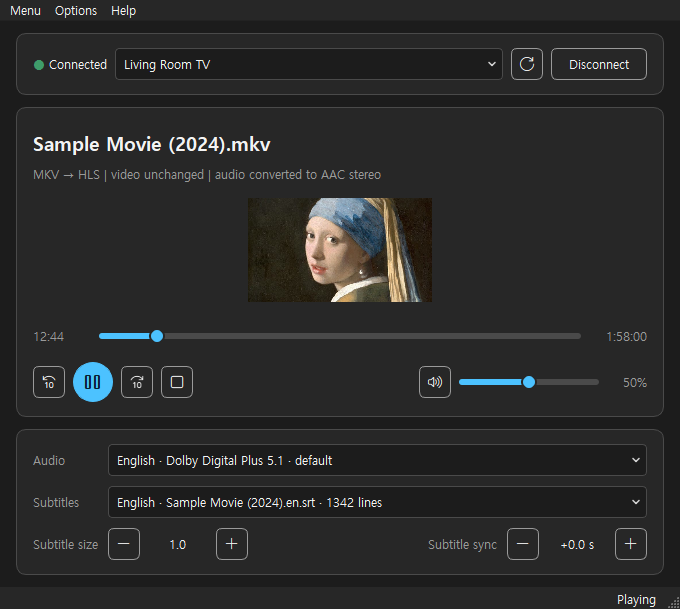 Menu Options Help
Connected Living Room TV Disconnect
Sample Movie (2024).mkv
MKV → HLS | video unchanged | audio converted to AAC stereo
12:44 1:58:00
10 10 50%
Audio English · Dolby Digital Plus 5.1 · default
Subtitles English · Sample Movie (2024).en.srt · 1342 lines
Subtitle size − 1.0 + Subtitle sync − +0.0 s +
Playing